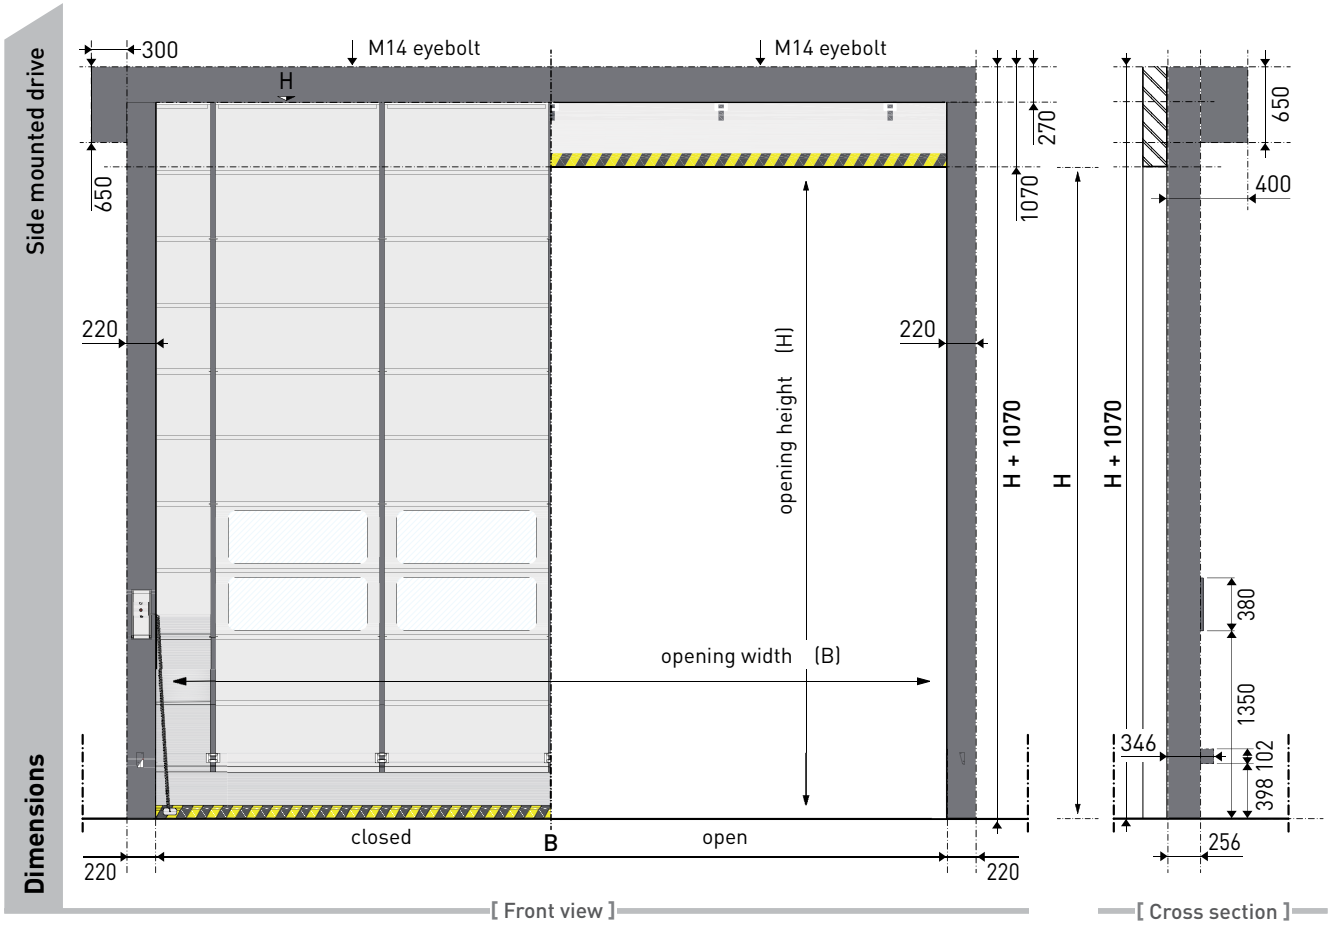 Side mounted drive
Dimensions
300
M14 eyebolt
M14 eyebolt
H
650
270
1070
650
400
220
220
opening height (H)
H + 1070
H
H + 1070
opening width (B)
380
1350
346
102
398
closed
B
open
220
220
256
[ Front view ]
[ Cross section ]